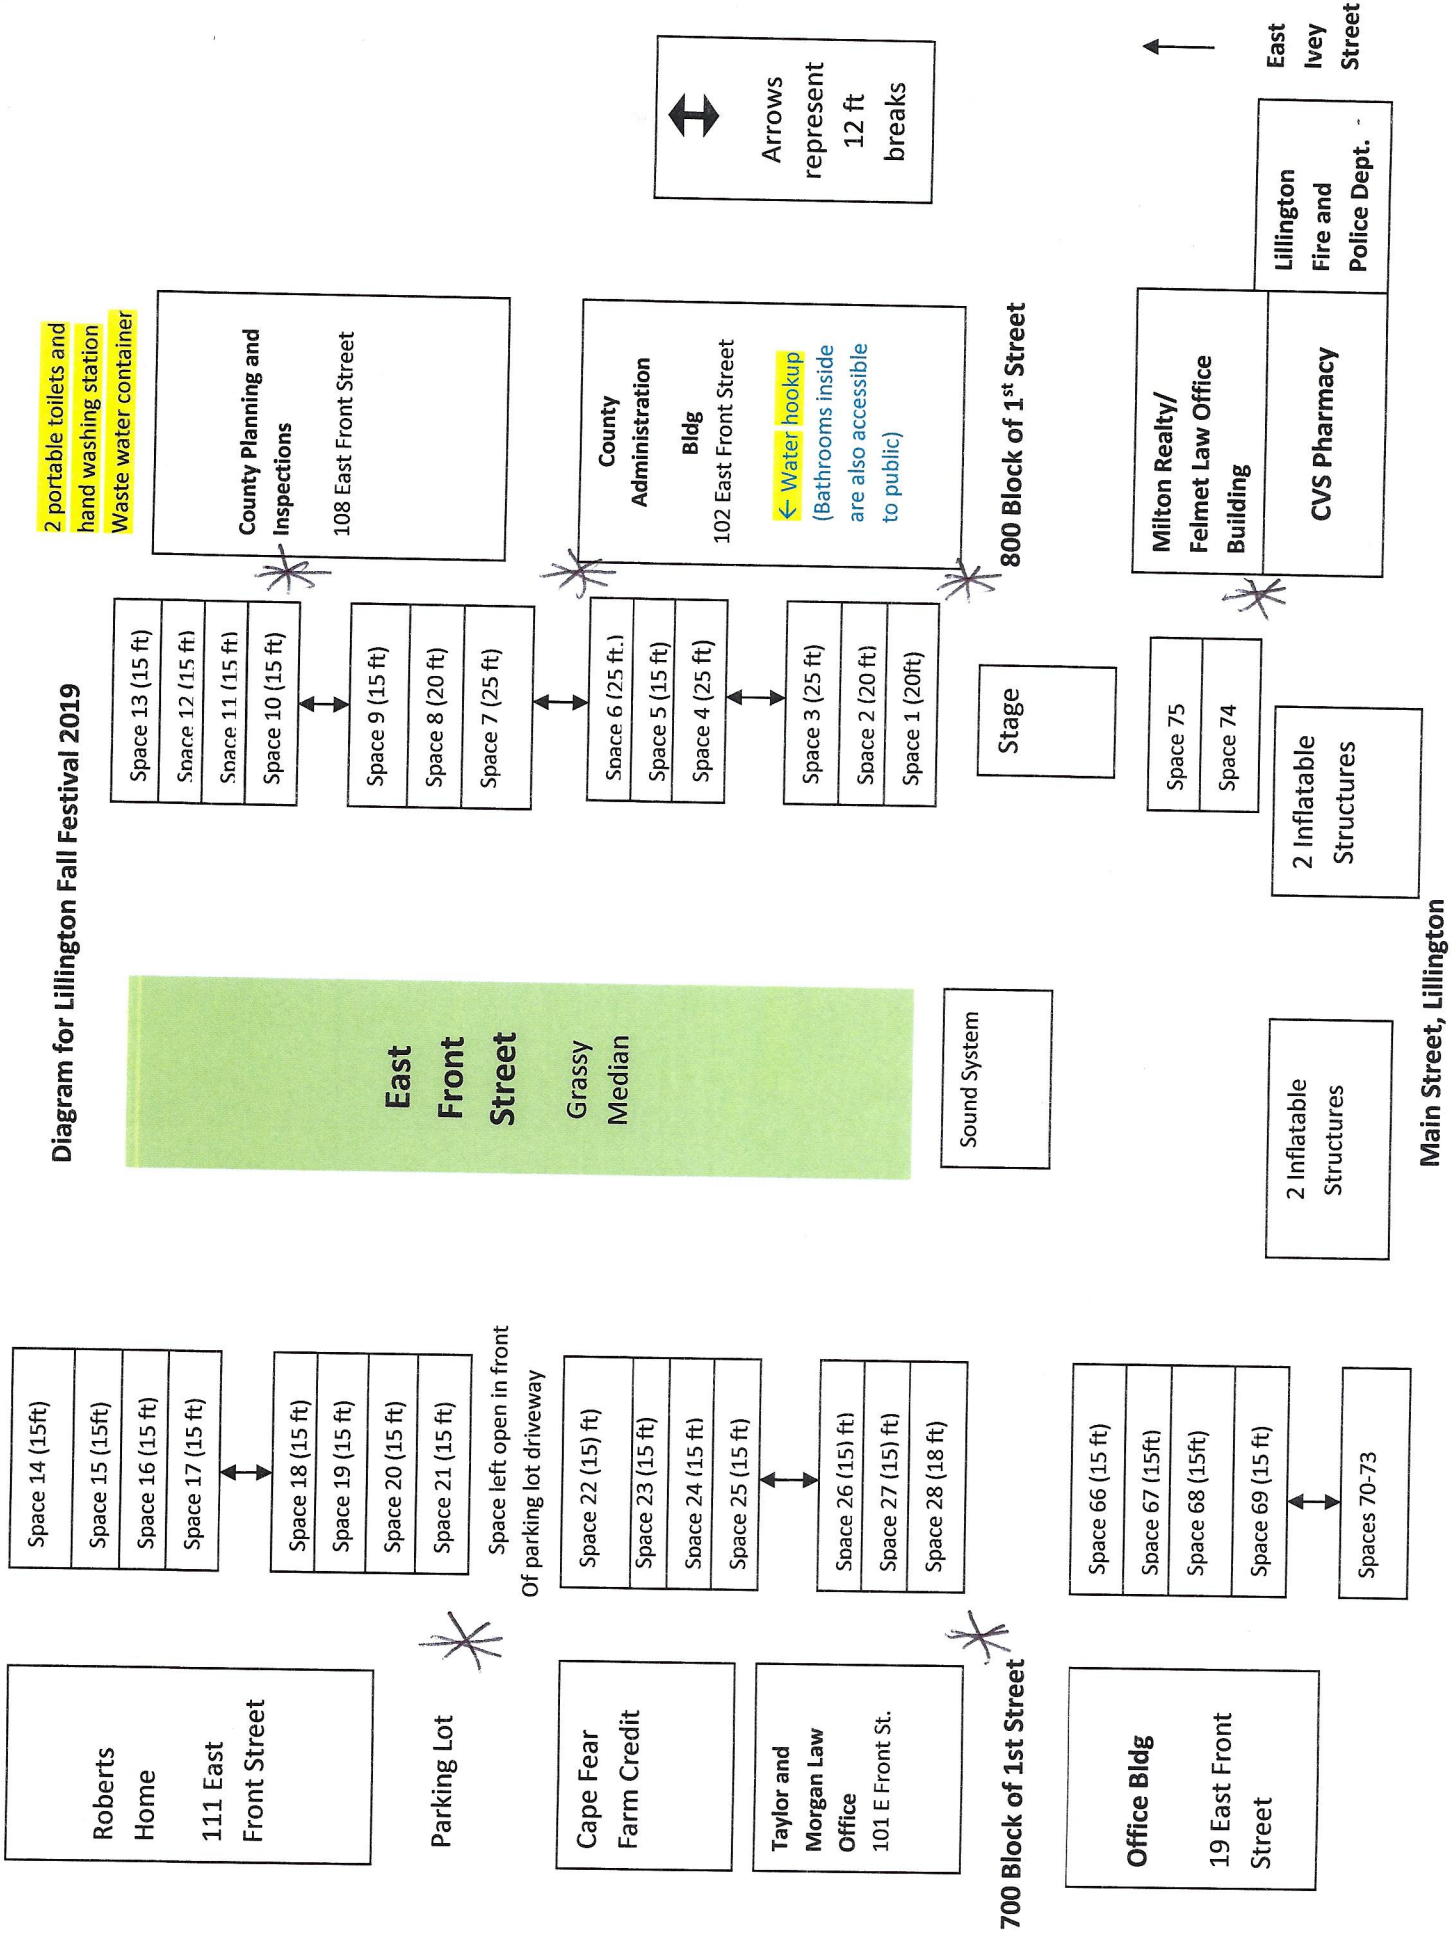 Diagram for Lillington Fall Festival 2019
2 portable toilets and
hand washing station
Waste water container
Space 14 (15ft)
Space 15 (15ft)
Space 16 (15 ft)
Space 17 (15 ft)
Space 18 (15 ft)
Space 19 (15 ft)
Space 20 (15 ft)
Space 21 (15 ft)
Space left open in front
Of parking lot driveway
Space 22 (15) ft)
Space 23 (15 ft)
Space 24 (15 ft)
Space 25 (15 ft)
Space 26 (15) ft)
Space 27 (15) ft)
Space 28 (18 ft)
Space 66 (15 ft)
Space 67 (15ft)
Space 68 (15ft)
Space 69 (15 ft)
Spaces 70-73
Roberts
Home
111 East
Front Street
Parking Lot
Cape Fear
Farm Credit
Taylor and
Morgan Law
Office
101 E Front St.
700 Block of 1st Street
Office Bldg
19 East Front
Street
East
Front
Street
Grassy
Median
Sound System
2 Inflatable
Structures
Space 13 (15 ft)
Space 12 (15 ft)
Space 11 (15 ft)
Space 10 (15 ft)
Space 9 (15 ft)
Space 8 (20 ft)
Space 7 (25 ft)
Space 6 (25 ft.)
Space 5 (15 ft)
Space 4 (25 ft)
Space 3 (25 ft)
Space 2 (20 ft)
Space 1 (20ft)
Stage
Space 75
Space 74
2 Inflatable
Structures
County Planning and
Inspections
108 East Front Street
County
Administration
Bldg
102 East Front Street
← Water hookup
(Bathrooms inside
are also accessible
to public)
800 Block of 1st Street
Milton Realty/
Felmet Law Office
Building
CVS Pharmacy
Lillington
Fire and
Police Dept.
Arrows
represent
12 ft
breaks
East
Ivey
Street
Main Street, Lillington